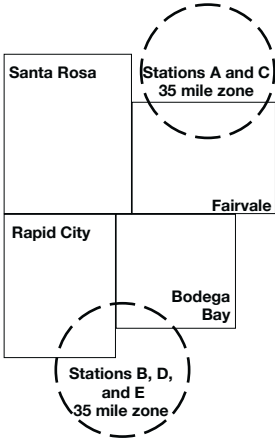 Santa Rosa
Stations A and C
35 mile zone
Fairvale
Rapid City
Bodega
Bay
Stations B, D,
and E
35 mile zone